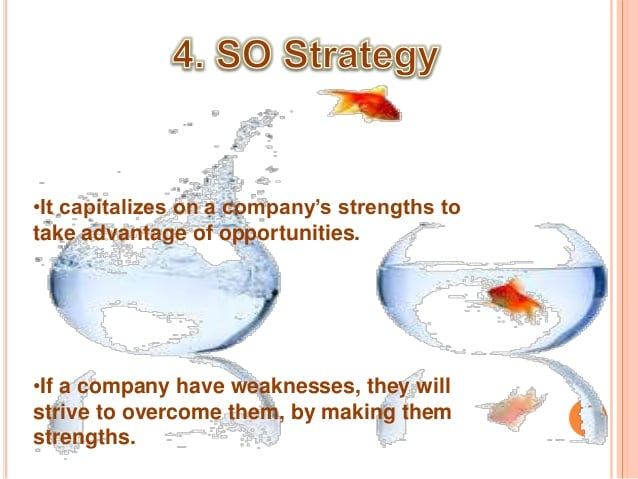 4. SO Strategy
•It capitalizes on a company’s strengths to
take advantage of opportunities.
•If a company have weaknesses, they will
strive to overcome them, by making them
strengths.